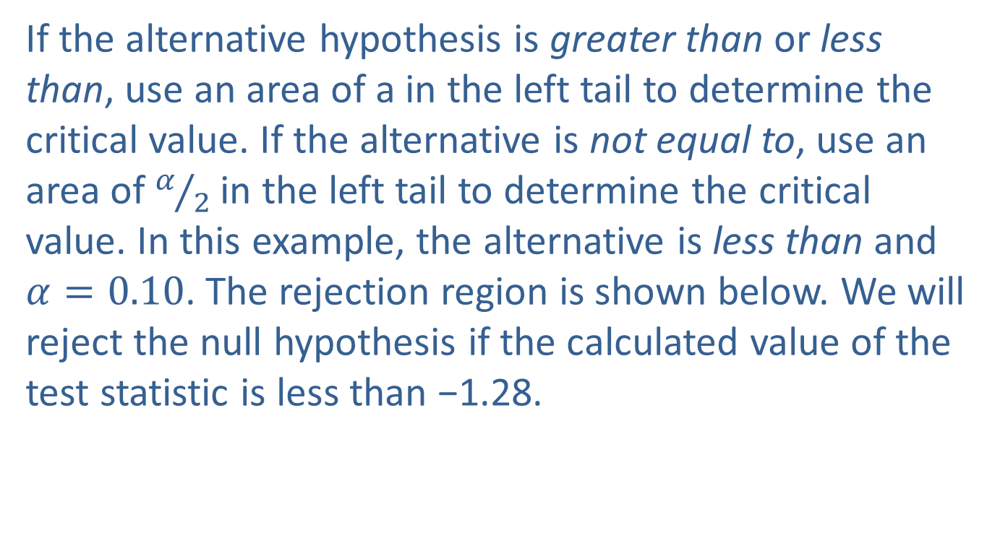 If the alternative hypothesis is greater than or less
than, use an area of a in the left tail to determine the
critical value. If the alternative is not equal to, use an
area of α/2 in the left tail to determine the critical
value. In this example, the alternative is less than and
α = 0.10. The rejection region is shown below. We will
reject the null hypothesis if the calculated value of the
test statistic is less than −1.28.